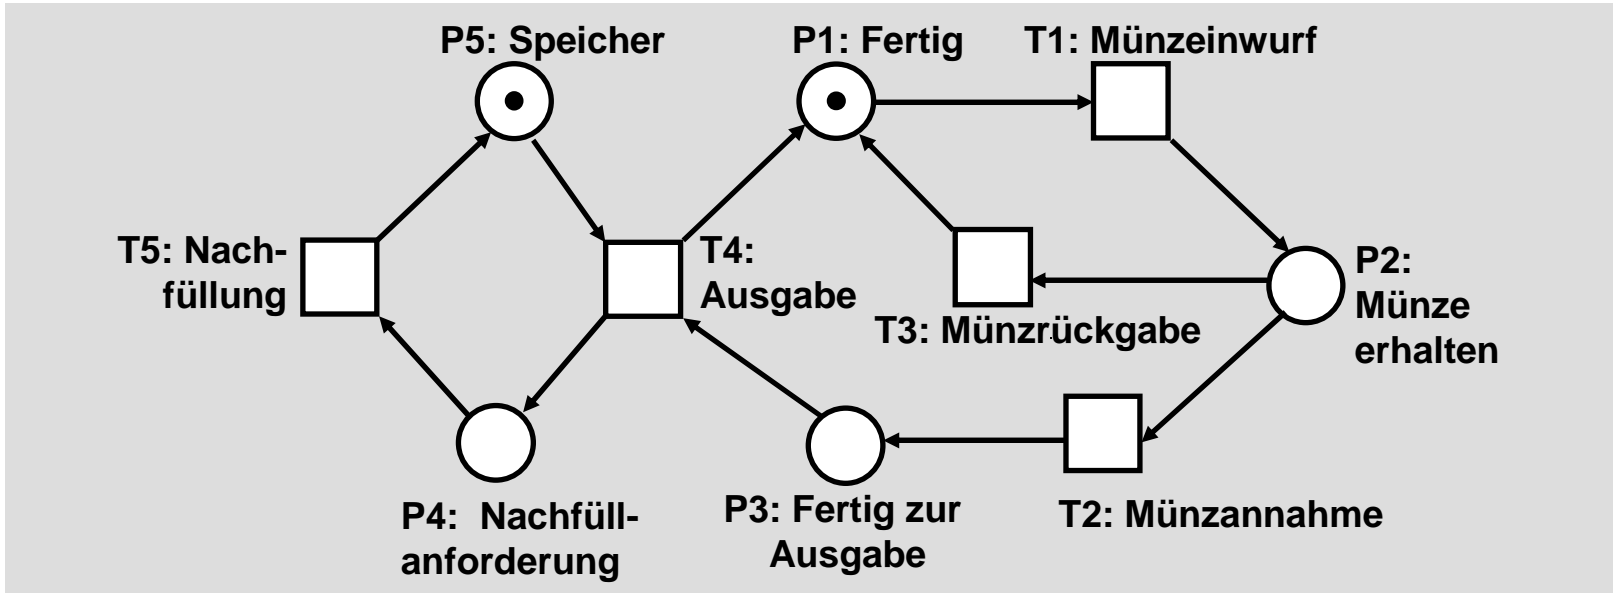 P5: Speicher
P1: Fertig
T1: Münzeinwurf
T5: Nach-
füllung
T4:
Ausgabe
P2:
Münze
erhalten
T3: Münzrückgabe
P4:  Nachfüll-
anforderung
P3: Fertig zur
Ausgabe
T2: Münzannahme